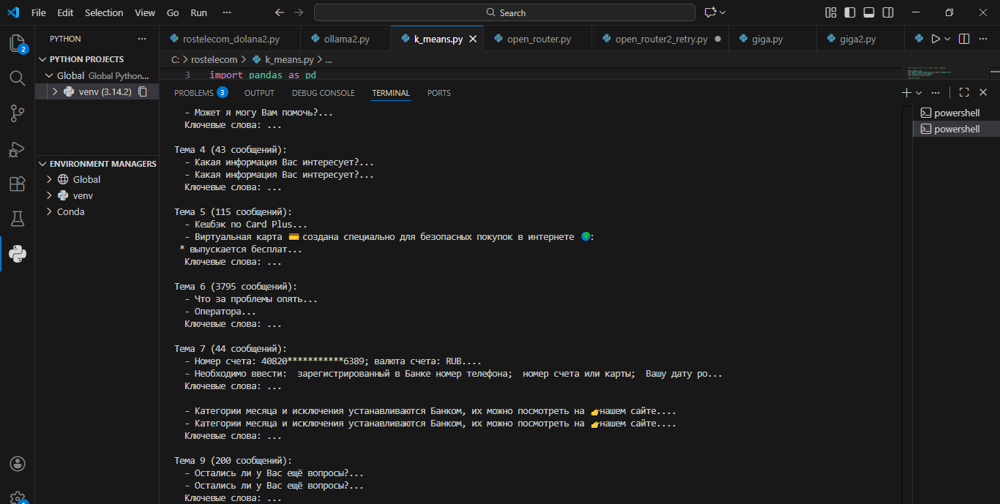 File Edit Selection View Go Run ··· Search
PYTHON ···
rostelecom_dolana2.py ollama2.py k_means.py open_router.py open_router2_retry.py giga.py giga2.py ···
2
PYTHON PROJECTS
Global Global Python...
venv (3.14.2)
ENVIRONMENT MANAGERS
Global
venv
Conda
C: > rostelecom > k_means.py > ...
3 import pandas as pd
PROBLEMS 3 OUTPUT DEBUG CONSOLE TERMINAL PORTS
- Может я могу Вам помочь?...
Ключевые слова: ...
Тема 4 (43 сообщений):
- Какая информация Вас интересует?...
- Какая информация Вас интересует?...
Ключевые слова: ...
Тема 5 (115 сообщений):
- Кешбэк по Card Plus...
- Виртуальная карта 💳 создана специально для безопасных покупок в интернете 🌍:
* выпускается бесплат...
Ключевые слова: ...
Тема 6 (3795 сообщений):
- Что за проблемы опять...
- Оператора...
Ключевые слова: ...
Тема 7 (44 сообщений):
- Номер счета: 40820***********6389; валюта счета: RUB....
- Необходимо ввести:  зарегистрированный в Банке номер телефона;  номер счета или карты;  Вашу дату ро...
Ключевые слова: ...
- Категории месяца и исключения устанавливаются Банком, их можно посмотреть на 👉нашем сайте....
- Категории месяца и исключения устанавливаются Банком, их можно посмотреть на 👉нашем сайте....
Ключевые слова: ...
Тема 9 (200 сообщений):
- Остались ли у Вас ещё вопросы?...
- Остались ли у Вас ещё вопросы?...
Ключевые слова: ...
powershell
powershell